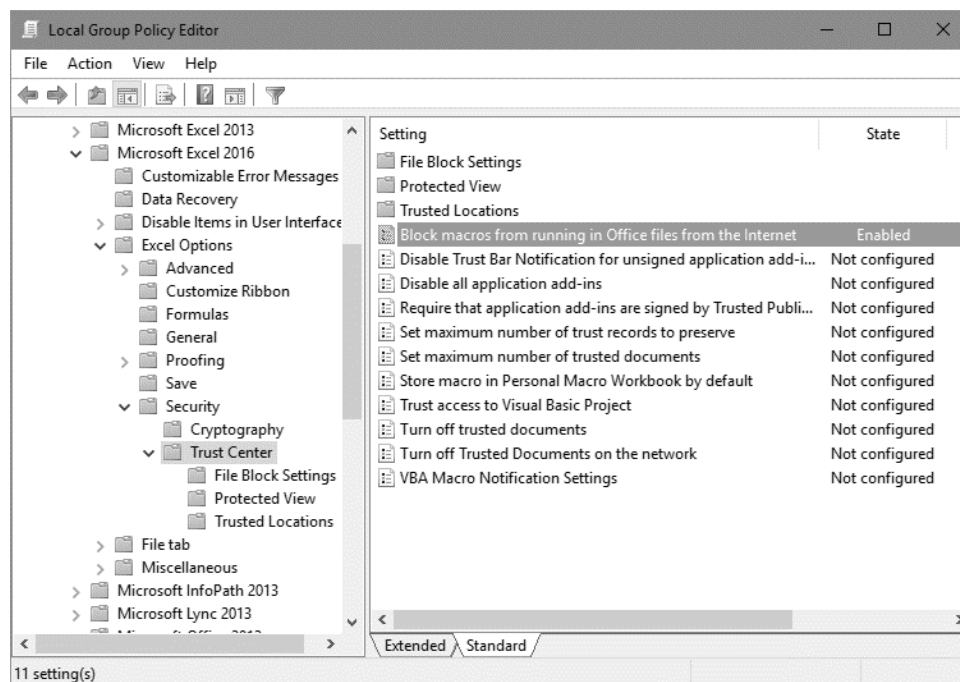 Local Group Policy Editor
File Action View Help
Microsoft Excel 2013
Microsoft Excel 2016
Customizable Error Messages
Data Recovery
Disable Items in User Interface
Excel Options
Advanced
Customize Ribbon
Formulas
General
Proofing
Save
Security
Cryptography
Trust Center
File Block Settings
Protected View
Trusted Locations
File tab
Miscellaneous
Microsoft InfoPath 2013
Microsoft Lync 2013
Setting State
File Block Settings
Protected View
Trusted Locations
Block macros from running in Office files from the Internet Enabled
Disable Trust Bar Notification for unsigned application add-i... Not configured
Disable all application add-ins Not configured
Require that application add-ins are signed by Trusted Publi... Not configured
Set maximum number of trust records to preserve Not configured
Set maximum number of trusted documents Not configured
Store macro in Personal Macro Workbook by default Not configured
Trust access to Visual Basic Project Not configured
Turn off trusted documents Not configured
Turn off Trusted Documents on the network Not configured
VBA Macro Notification Settings Not configured
Extended Standard
11 setting(s)